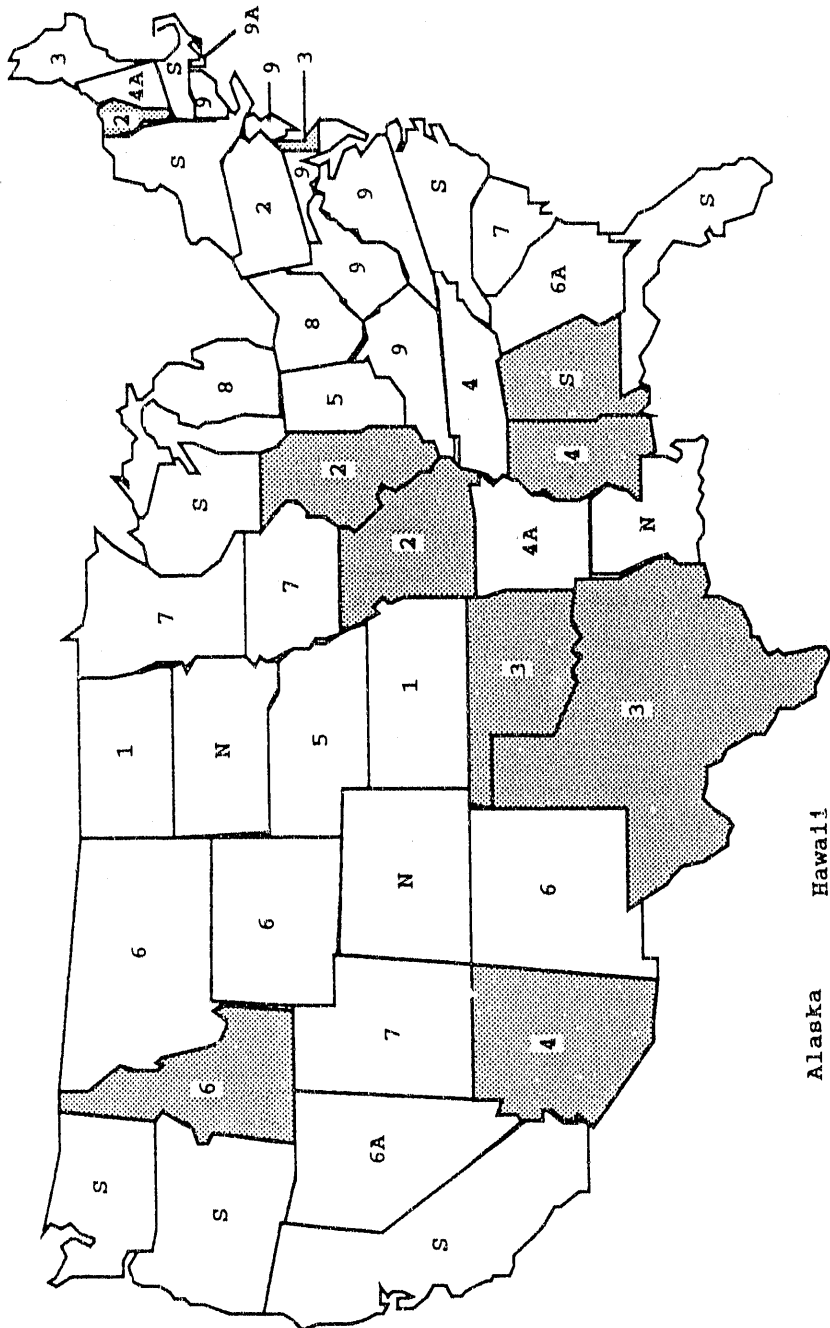 3
S 6 1 7 2 4A
S 9A
S 6 N S 8 S 9
6 5 7 2 5 8 2 9
3
9
6A 7 N 1 2 9 9 9
S 4 6 3 4A 4 S
7
3 N 4 S 6A
S
Alaska Hawaii